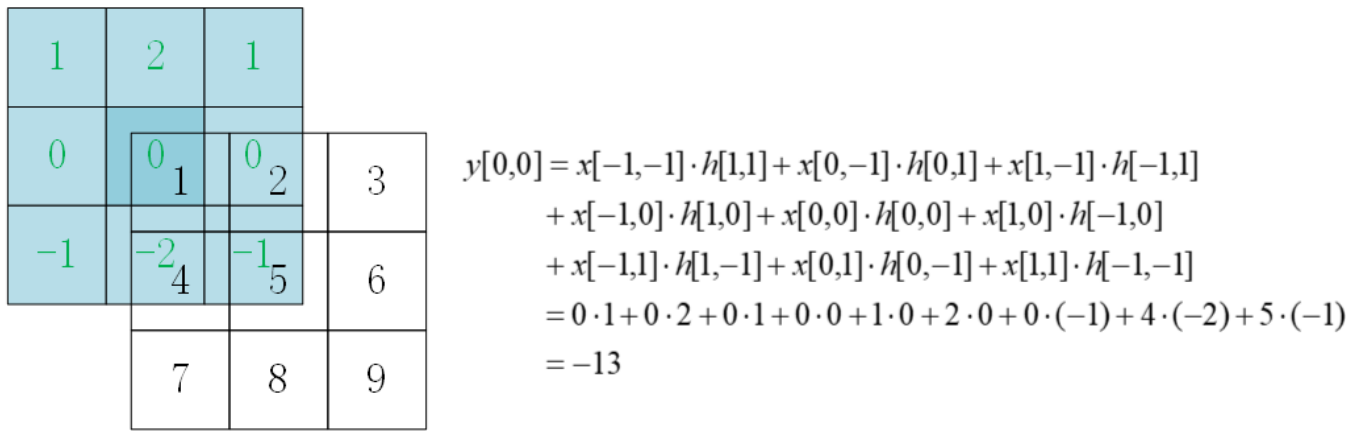 1 2 1
0 0 0
1 2 3
-1 -2 -1
4 5 6
7 8 9
y[0,0] = x[-1,-1]·h[1,1] + x[0,-1]·h[0,1] + x[1,-1]·h[-1,1]
+ x[-1,0]·h[1,0] + x[0,0]·h[0,0] + x[1,0]·h[-1,0]
+ x[-1,1]·h[1,-1] + x[0,1]·h[0,-1] + x[1,1]·h[-1,-1]
= 0·1+0·2+0·1+0·0+1·0+2·0+0·(-1)+4·(-2)+5·(-1)
= -13